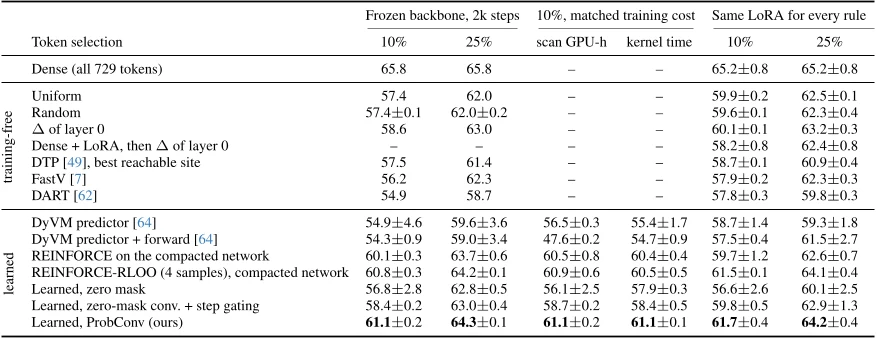 Frozen backbone, 2k steps 10%, matched training cost Same LoRA for every rule
Token selection 10% 25% scan GPU-h kernel time 10% 25%
Dense (all 729 tokens) 65.8 65.8 – – 65.2±0.8 65.2±0.8
training-free
Uniform 57.4 62.0 – – 59.9±0.2 62.5±0.1
Random 57.4±0.1 62.0±0.2 – – 59.6±0.1 62.3±0.4
Δ of layer 0 58.6 63.0 – – 60.1±0.1 63.2±0.3
Dense + LoRA, then Δ of layer 0 – – – – 58.2±0.8 62.4±0.8
DTP [49], best reachable site 57.5 61.4 – – 58.7±0.1 60.9±0.4
FastV [7] 56.2 62.3 – – 57.9±0.2 62.3±0.3
DART [62] 54.9 58.7 – – 57.8±0.3 59.8±0.3
learned
DyVM predictor [64] 54.9±4.6 59.6±3.6 56.5±0.3 55.4±1.7 58.7±1.4 59.3±1.8
DyVM predictor + forward [64] 54.3±0.9 59.0±3.4 47.6±0.2 54.7±0.9 57.5±0.4 61.5±2.7
REINFORCE on the compacted network 60.1±0.3 63.7±0.6 60.5±0.8 60.4±0.4 59.7±1.2 62.6±0.7
REINFORCE-RLOO (4 samples), compacted network 60.8±0.3 64.2±0.1 60.9±0.6 60.5±0.5 61.5±0.1 64.1±0.4
Learned, zero mask 56.8±2.8 62.8±0.5 56.1±2.5 57.9±0.3 56.6±2.6 60.1±2.5
Learned, zero-mask conv. + step gating 58.4±0.2 63.0±0.4 58.7±0.2 58.4±0.5 59.8±0.5 62.9±1.3
Learned, ProbConv (ours) 61.1±0.2 64.3±0.1 61.1±0.2 61.1±0.1 61.7±0.4 64.2±0.4